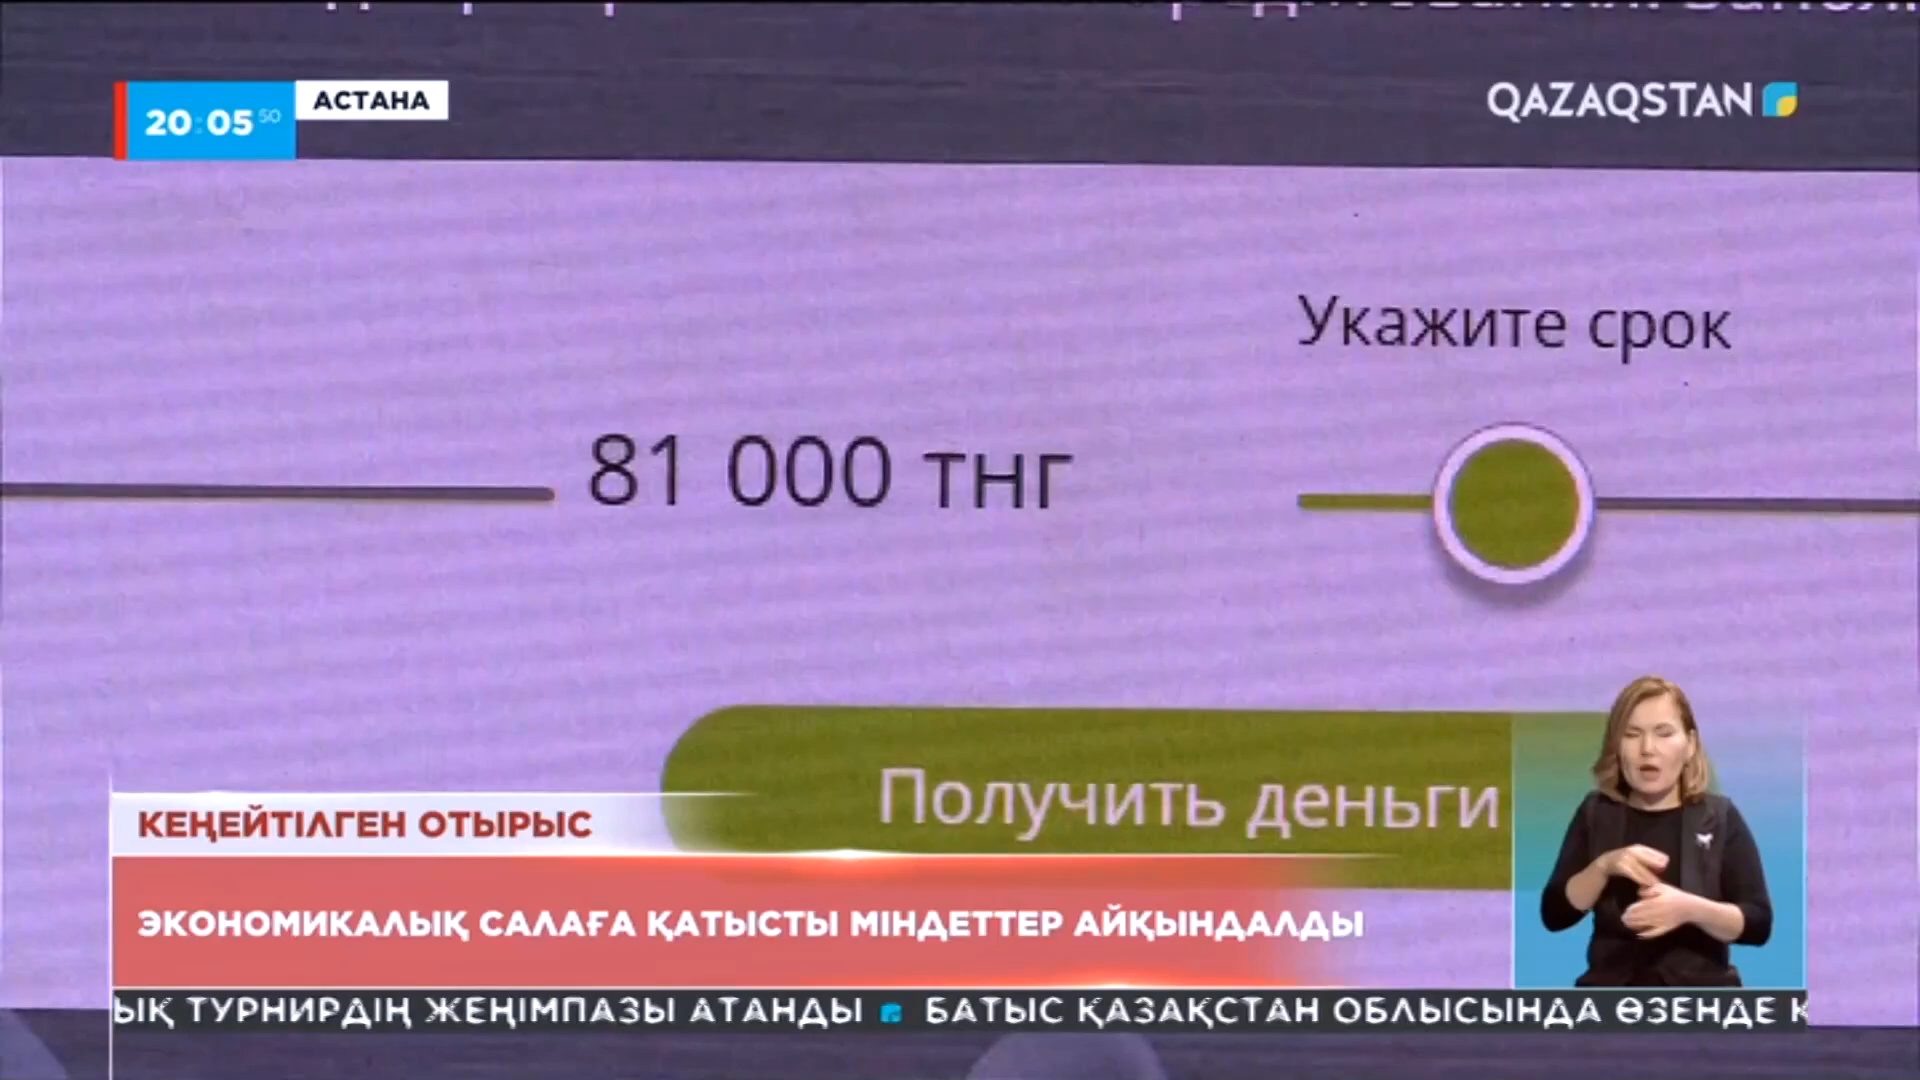 20:05 50
АСТАНА
QAZAQSTAN
Укажите срок
81 000 тнг
Получить деньги
КЕҢЕЙТІЛГЕН ОТЫРЫС
ЭКОНОМИКАЛЫҚ САЛАҒА ҚАТЫСТЫ МІНДЕТТЕР АЙҚЫНДАЛДЫ
ЫҚ ТУРНИРДІҢ ЖЕҢІМПАЗЫ АТАНДЫ БАТЫС ҚАЗАҚСТАН ОБЛЫСЫНДА ӨЗЕНДЕ